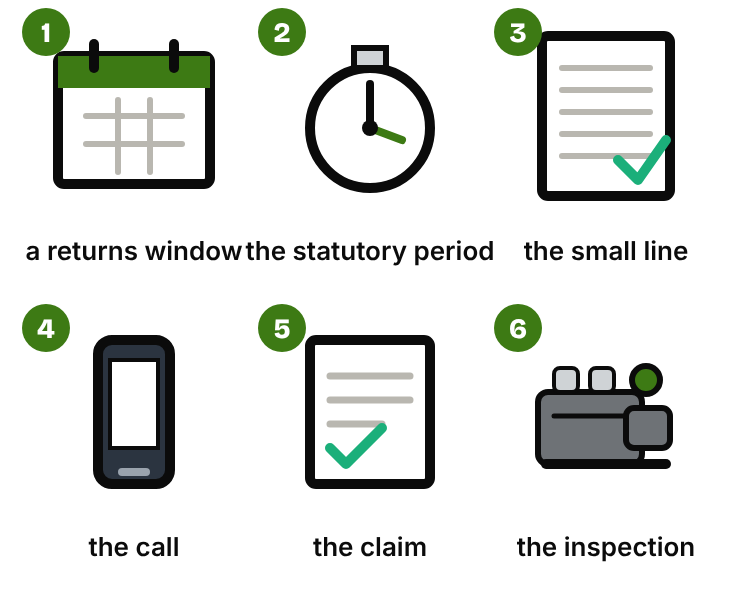 1
2
3
a returns window
the statutory period
the small line
4
5
6
the call
the claim
the inspection